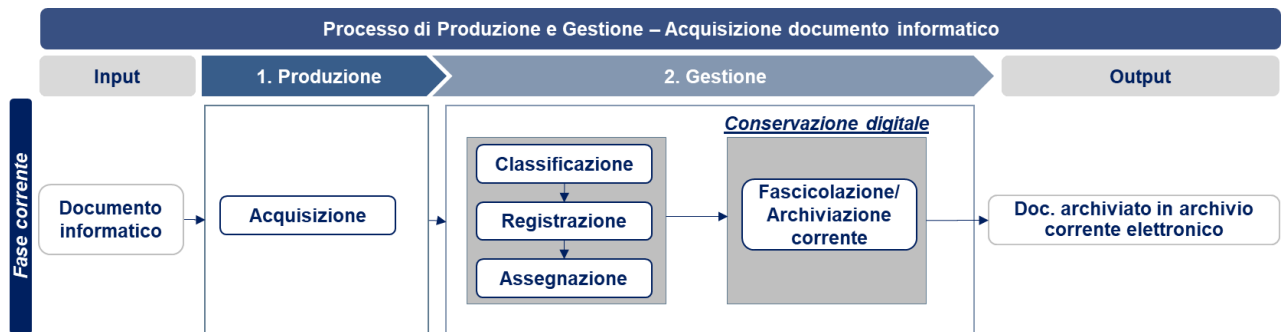 Processo di Produzione e Gestione – Acquisizione documento informatico
Input
1. Produzione
2. Gestione
Output
Fase corrente
Documento
informatico
Acquisizione
Classificazione
Registrazione
Assegnazione
Conservazione digitale
Fascicolazione/
Archiviazione
corrente
Doc. archiviato in archivio
corrente elettronico